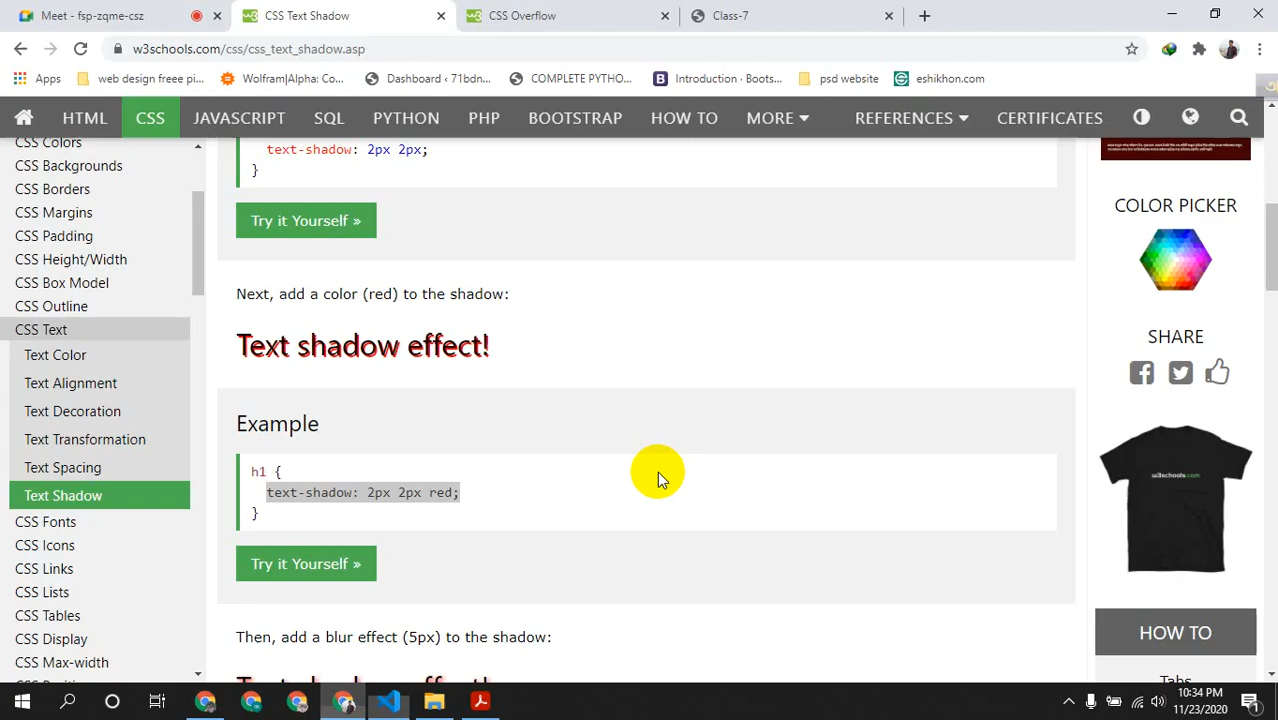 Meet - fsp-zqme-csz
CSS Text Shadow
CSS Overflow
Class-7
w3schools.com/css/css_text_shadow.asp
Apps
web design freee pi...
Wolfram|Alpha: Co...
Dashboard ‹ 71bdn...
COMPLETE PYTHO...
Introduction · Boots...
psd website
eshikhon.com
HTML
CSS
JAVASCRIPT
SQL
PYTHON
PHP
BOOTSTRAP
HOW TO
MORE
REFERENCES
CERTIFICATES
CSS Colors
CSS Backgrounds
CSS Borders
CSS Margins
CSS Padding
CSS Height/Width
CSS Box Model
CSS Outline
CSS Text
Text Color
Text Alignment
Text Decoration
Text Transformation
Text Spacing
Text Shadow
CSS Fonts
CSS Icons
CSS Links
CSS Lists
CSS Tables
CSS Display
CSS Max-width
text-shadow: 2px 2px;
}
Try it Yourself »
Next, add a color (red) to the shadow:
Text shadow effect!
Example
h1 {
text-shadow: 2px 2px red;
}
Try it Yourself »
Then, add a blur effect (5px) to the shadow:
Text shadow effect!
COLOR PICKER
SHARE
w3schools.com
HOW TO
Tabs
10:34 PM
11/23/2020